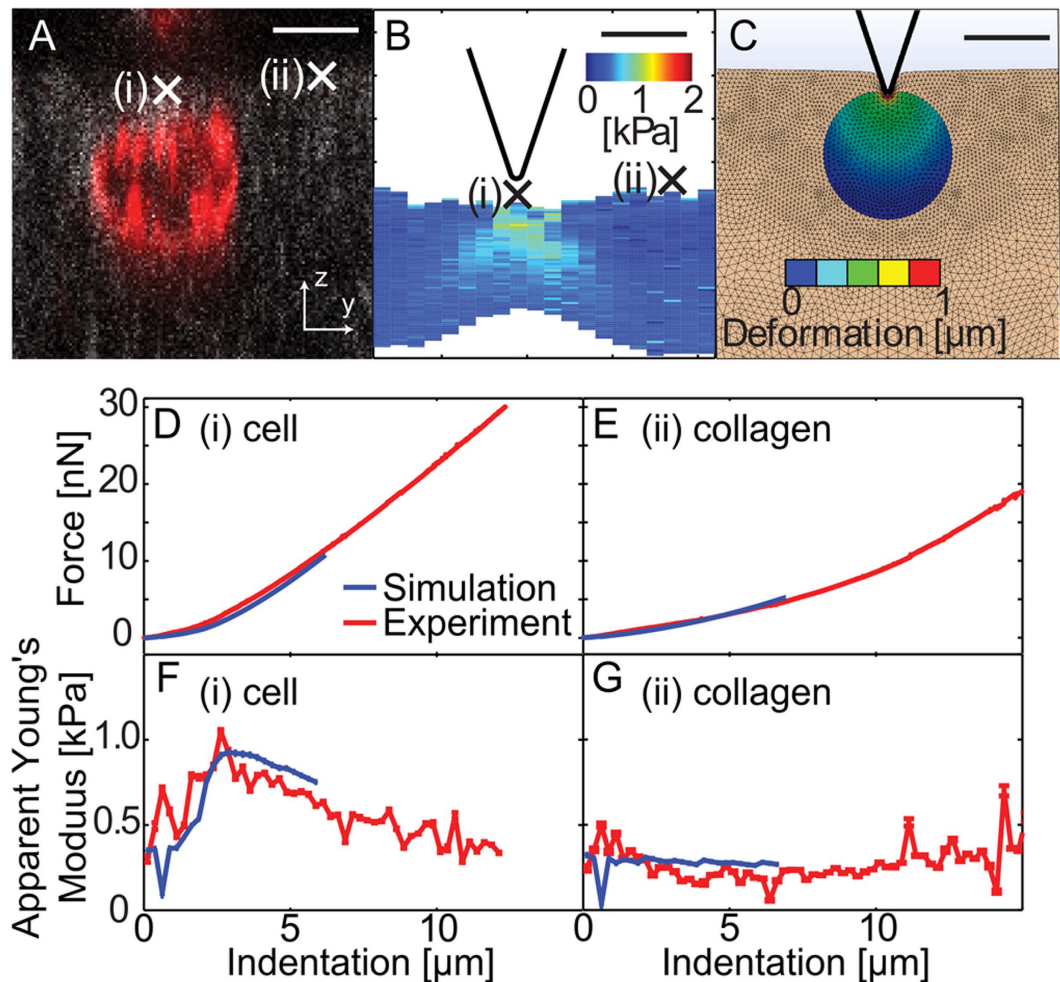 A
(i)×
(ii)×
z
y
B
0 1 2
[kPa]
(i)×
(ii)×
C
0 1
Deformation [µm]
30
20
10
0
Force [nN]
D (i) cell
Simulation
Experiment
E (ii) collagen
1.0
0.5
0
Apparent Young's
Moduus [kPa]
F (i) cell
G (ii) collagen
0 5 10
0 5 10
Indentation [µm]
Indentation [µm]